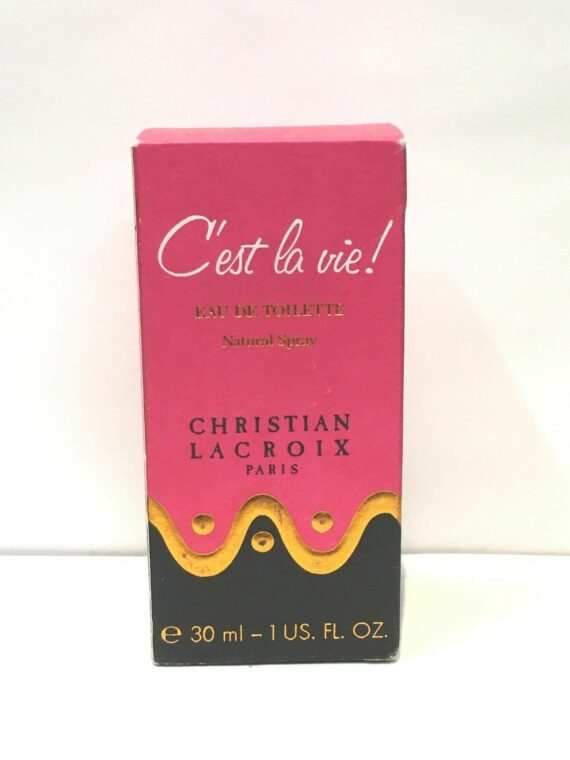 C'est la vie!
EAU DE TOILETTE
Natural Spray
CHRISTIAN
LACROIX
PARIS
℮ 30 ml – 1 US. FL. OZ.